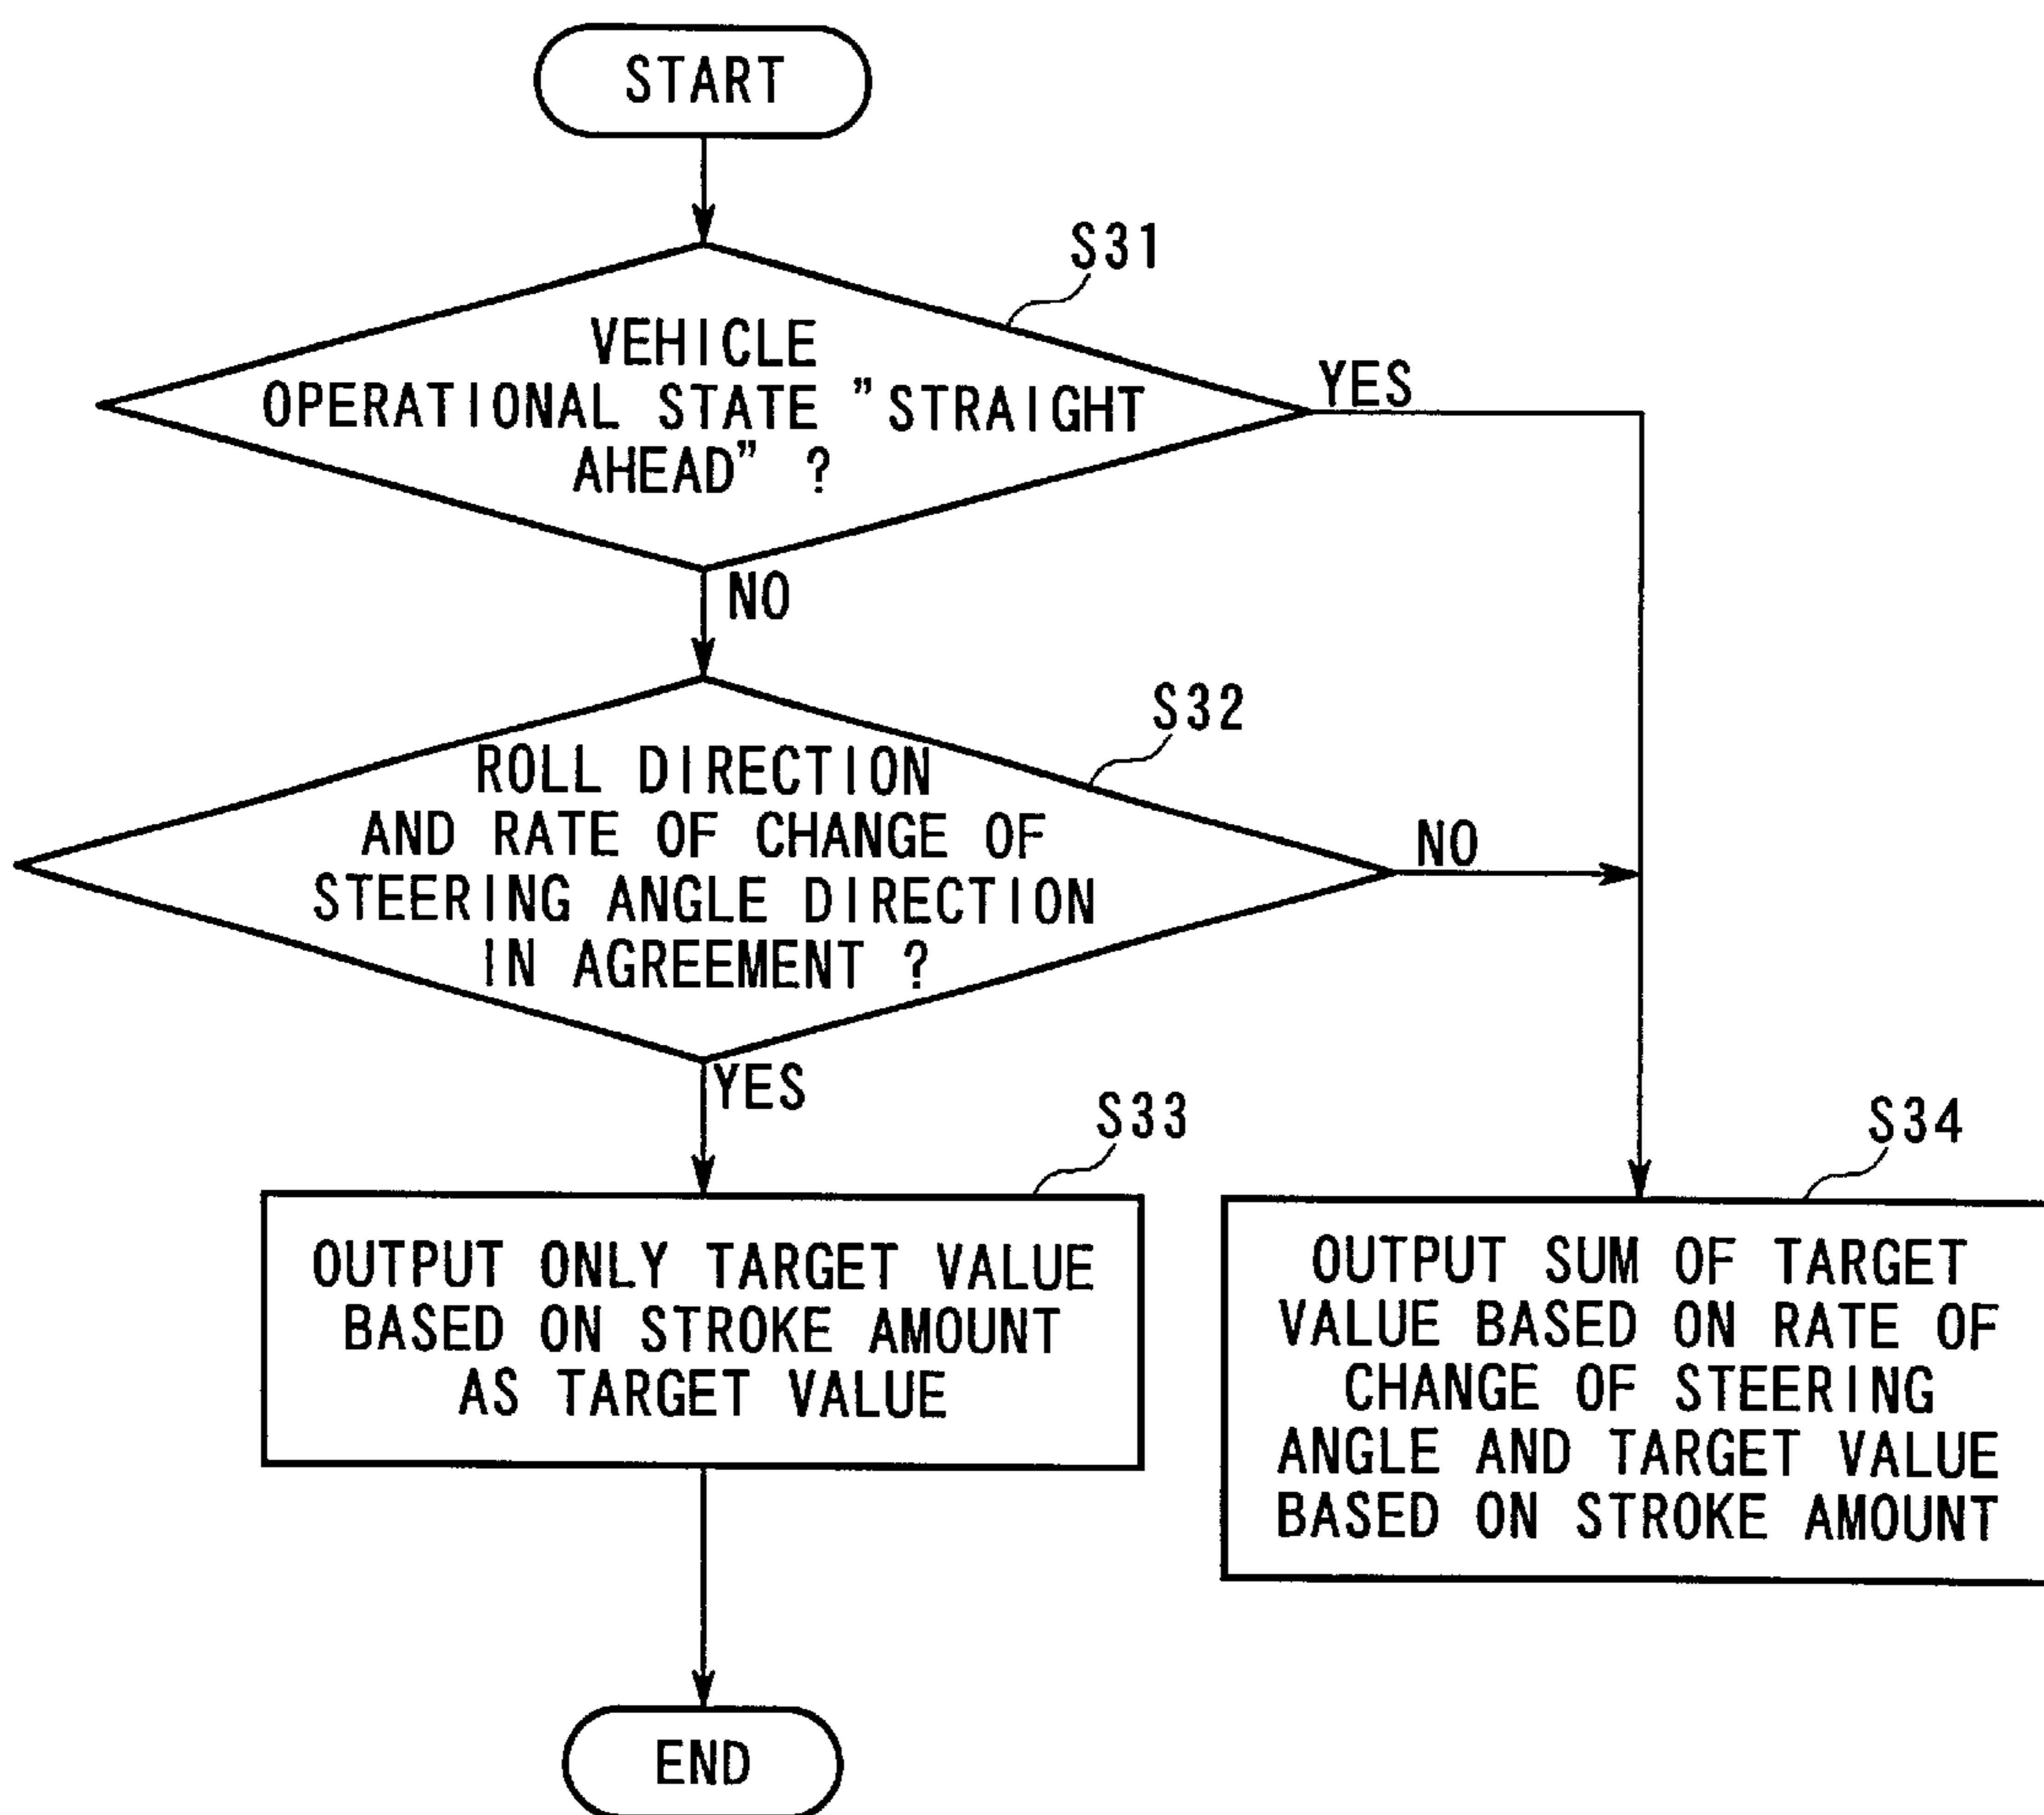 START
S31
VEHICLE
OPERATIONAL STATE "STRAIGHT
AHEAD" ?
YES
NO
S32
ROLL DIRECTION
AND RATE OF CHANGE OF
STEERING ANGLE DIRECTION
IN AGREEMENT ?
NO
YES
S33
OUTPUT ONLY TARGET VALUE
BASED ON STROKE AMOUNT
AS TARGET VALUE
S34
OUTPUT SUM OF TARGET
VALUE BASED ON RATE OF
CHANGE OF STEERING
ANGLE AND TARGET VALUE
BASED ON STROKE AMOUNT
END